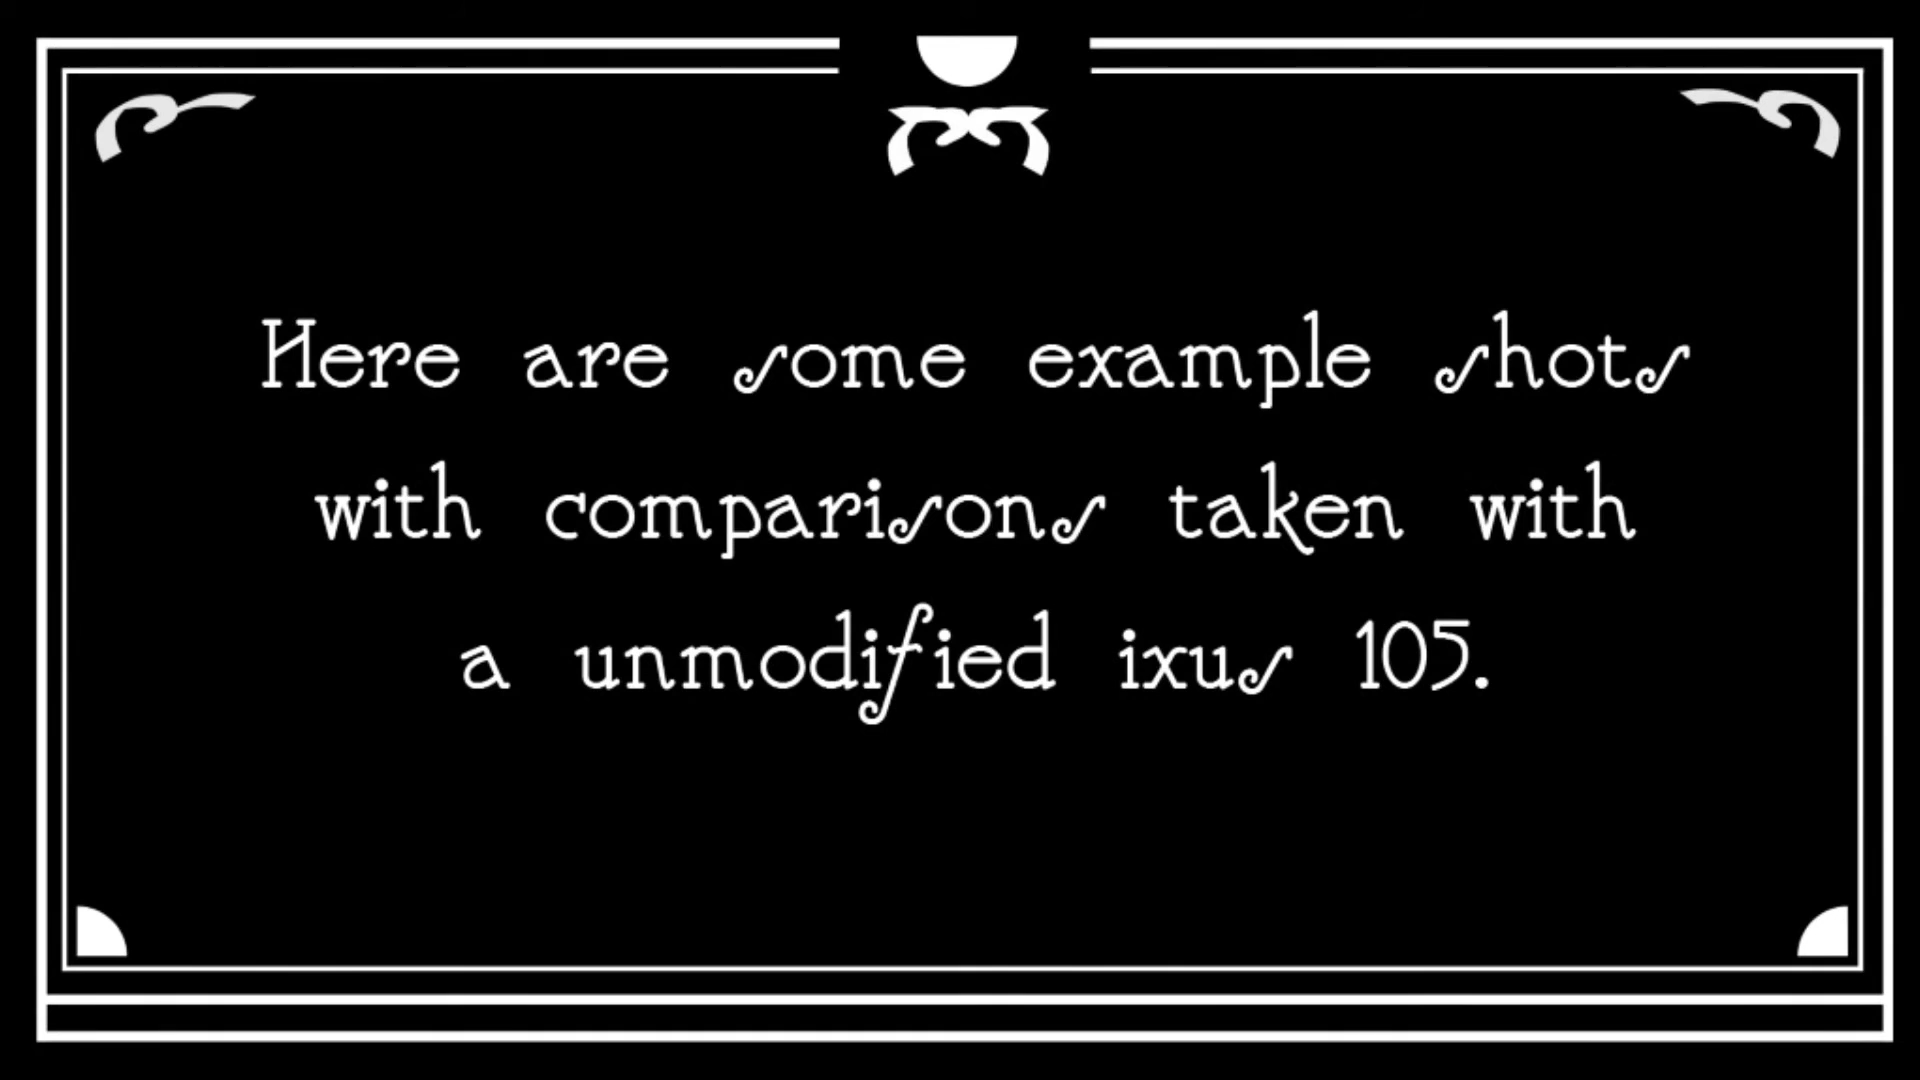 Here are some example shots
with comparisons taken with
a unmodified ixus 105.